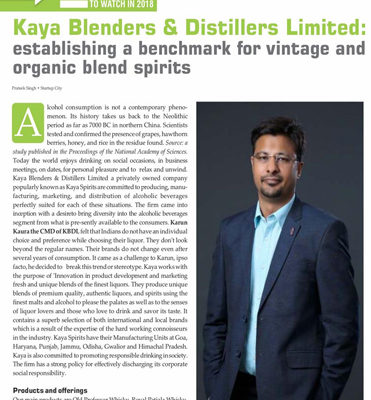 TO WATCH IN 2018
Kaya Blenders & Distillers Limited:
establishing a benchmark for vintage and
organic blend spirits
Prateek Singh • Startup City
Alcohol consumption is not a contemporary pheno-
menon. Its history takes us back to the Neolithic
period as far as 7000 BC in northern China. Scientists
tested and confirmed the presence of grapes, hawthorn
berries, honey, and rice in the residue found. Source: a
study published in the Proceedings of the National Academy of Sciences.
Today the world enjoys drinking on social occasions, in business
meetings, on dates, for personal pleasure and to relax and unwind.
Kaya Blenders & Distillers Limited a privately owned company
popularly known as Kaya Spirits are committed to producing, manu-
facturing, marketing, and distribution of alcoholic beverages
perfectly suited for each of these situations. The firm came into
inception with a desireto bring diversity into the alcoholic beverages
segment from what is pre-sently available to the consumers. Karun
Kaura the CMD of KBDL felt that Indians do not have an individual
choice and preference while choosing their liquor. They don't look
beyond the regular names. Their brands do not change even after
several years of consumption. It came as a challenge to Karun, ipso
facto, he decided to break this trend or stereotype. Kaya works with
the purpose of 'Innovation in product development and marketing
fresh and unique blends of the finest liquors. They produce unique
blends of premium quality, authentic liquors, and spirits using the
finest malts and alcohol to please the palates as well as to the senses
of liquor lovers and those who love to drink and savor its taste. It
contains a superb selection of both international and local brands
which is a result of the expertise of the hard working connoisseurs
in the industry. Kaya Spirits have their Manufacturing Units at Goa,
Haryana, Punjab, Jammu, Odisha, Gwalior and Himachal Pradesh.
Kaya is also committed to promoting responsible drinking in society.
The firm has a strong policy for effectively discharging its corporate
social responsibility.
Products and offerings
Our main products are Old Professor Whisky, Royal Patiala Whisky,